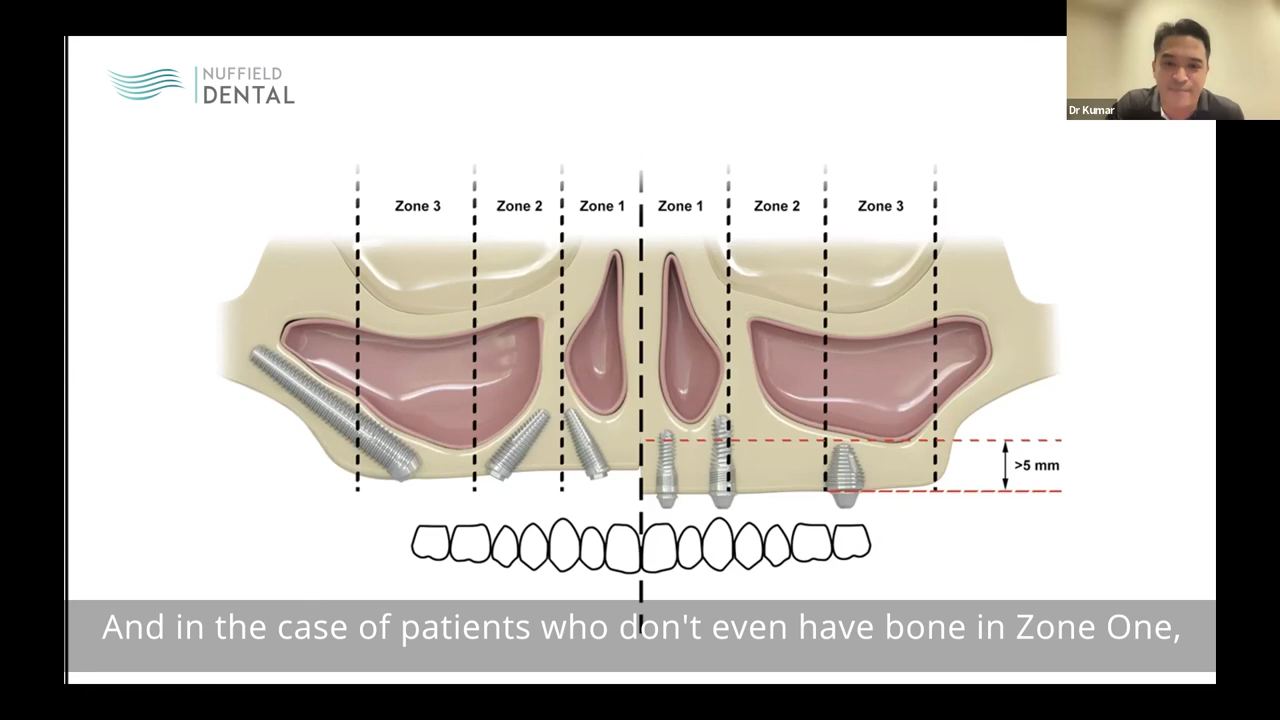 NUFFIELD
DENTAL
Dr Kumar
Zone 3 Zone 2 Zone 1 Zone 1 Zone 2 Zone 3
>5 mm
And in the case of patients who don't even have bone in Zone One,